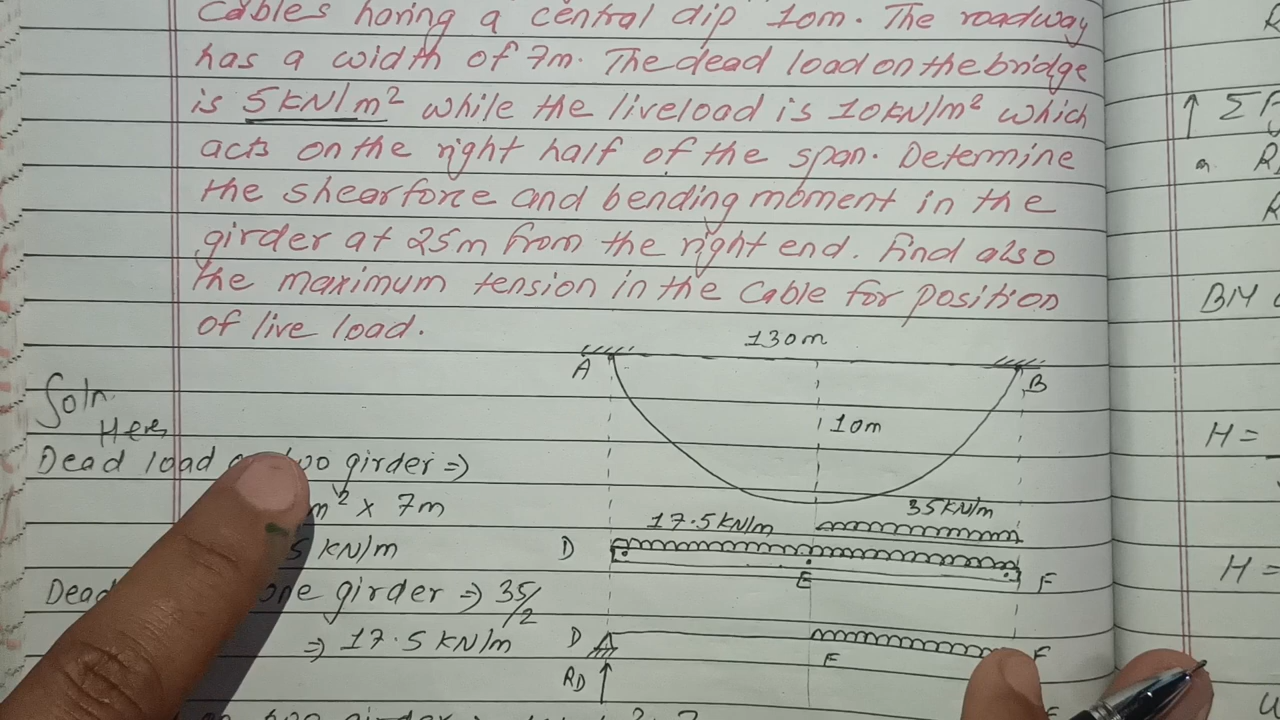 cables having a central dip 10m. The roadway
has a width of 7m. The dead load on the bridge
is 5KN/m² while the liveload is 10KN/m² which
acts on the right half of the span. Determine
the shearforce and bending moment in the
girder at 25m from the right end. Find also
the maximum tension in the cable for position
of live load.
130m
A
B
10m
Soln.
Here,
Dead load girder ⇒
m² x 7m
KN/m
Dead one girder ⇒ 35/2
⇒ 17.5 KN/m
17.5KN/m
35KN/m
D
E
F
D
E
F
RD
BM
H =
H =